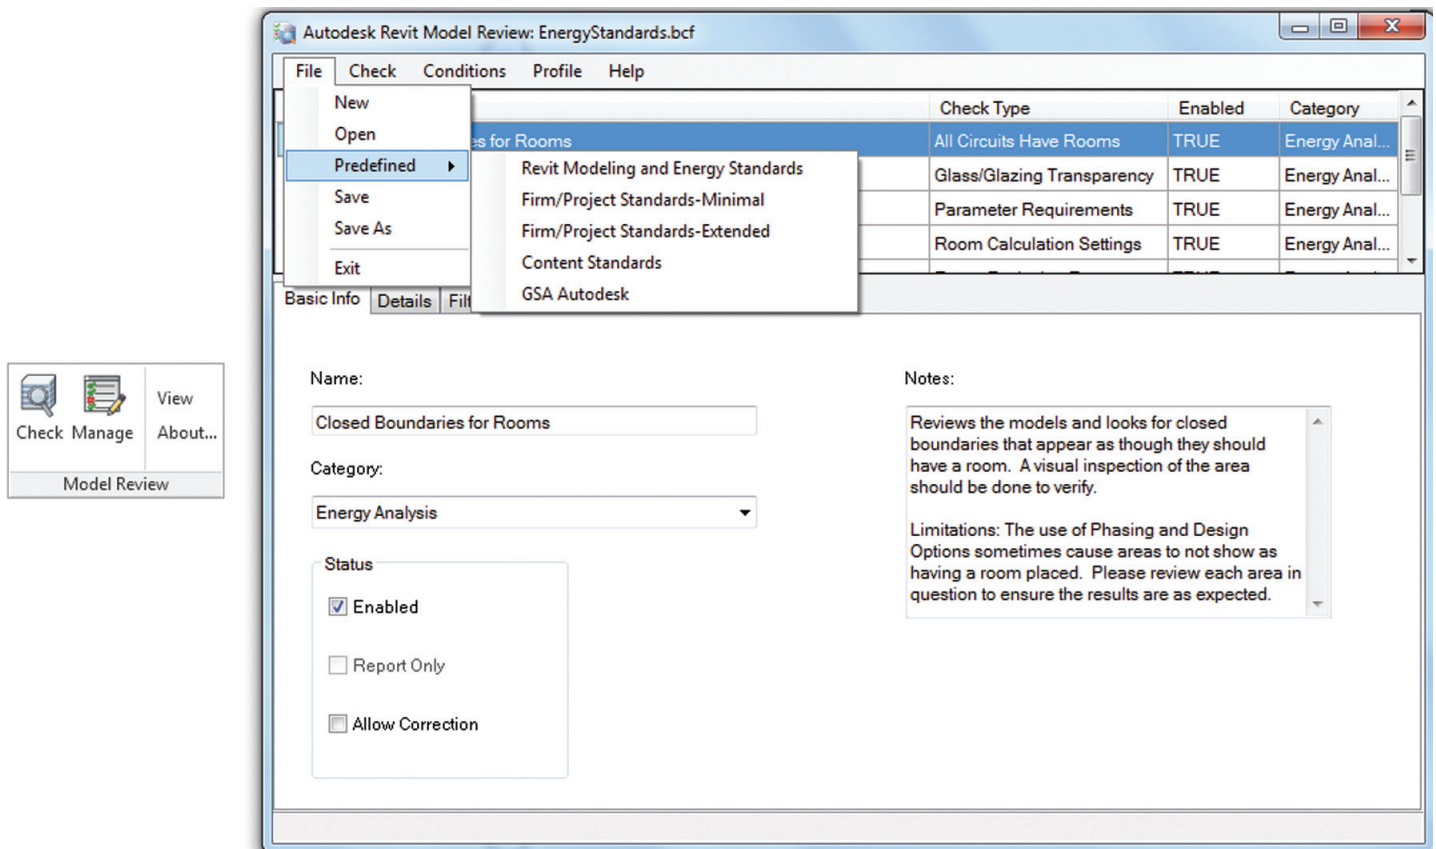 Autodesk Revit Model Review: EnergyStandards.bcf
File Check Conditions Profile Help
New
Open
Predefined
Save
Save As
Exit
Revit Modeling and Energy Standards
Firm/Project Standards-Minimal
Firm/Project Standards-Extended
Content Standards
GSA Autodesk
Check Type Enabled Category
for Rooms All Circuits Have Rooms TRUE Energy Anal...
Glass/Glazing Transparency TRUE Energy Anal...
Parameter Requirements TRUE Energy Anal...
Room Calculation Settings TRUE Energy Anal...
Basic Info Details
Check Manage
View
About...
Model Review
Name:
Closed Boundaries for Rooms
Category:
Energy Analysis
Status
Enabled
Report Only
Allow Correction
Notes:
Reviews the models and looks for closed
boundaries that appear as though they should
have a room. A visual inspection of the area
should be done to verify.
Limitations: The use of Phasing and Design
Options sometimes cause areas to not show as
having a room placed. Please review each area in
question to ensure the results are as expected.